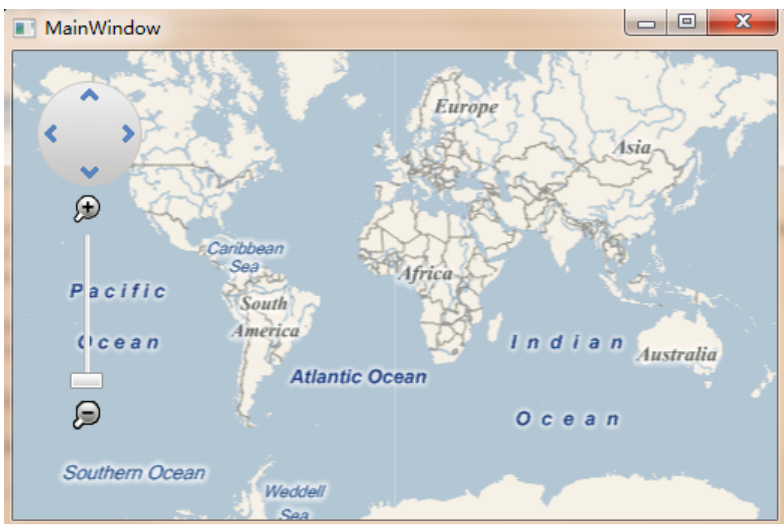 MainWindow
Europe
Asia
Caribbean
Sea
Africa
Pacific
South
America
Ocean
Indian
Australia
Atlantic Ocean
Ocean
Southern Ocean
Weddell
Sea